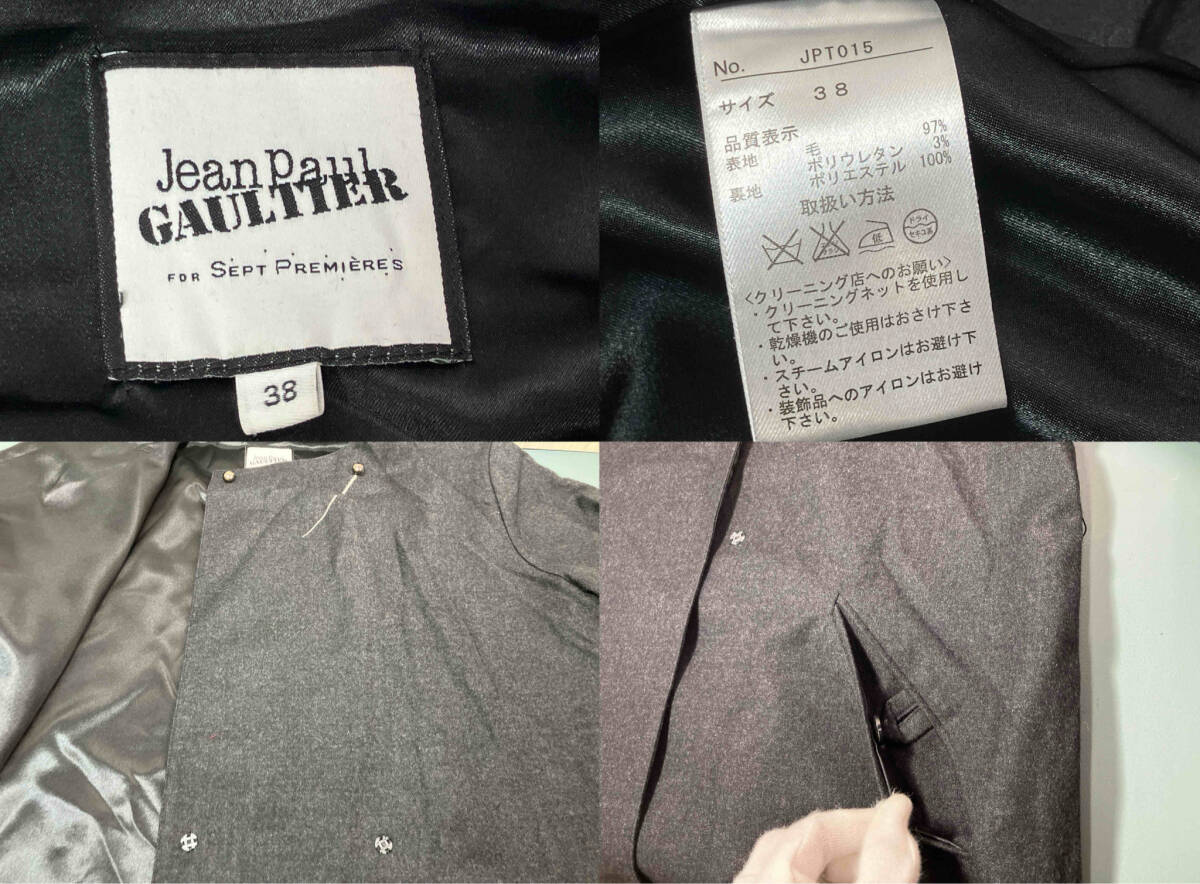 Jean Paul
GAULTIER
FOR SEPT PREMIÈRES
38
No. JPT015
サイズ 38
品質表示
表地 毛 97%
ポリウレタン 3%
裏地 ポリエステル 100%
取扱い方法
低
ドライ
セキユ系
<クリーニング店へのお願い>
・クリーニングネットを使用し
て下さい。
・乾燥機のご使用はおさけ下さ
い。
・スチームアイロンはお避け下
さい。
・装飾品へのアイロンはお避け
下さい。
Jean Paul
GAULTIER